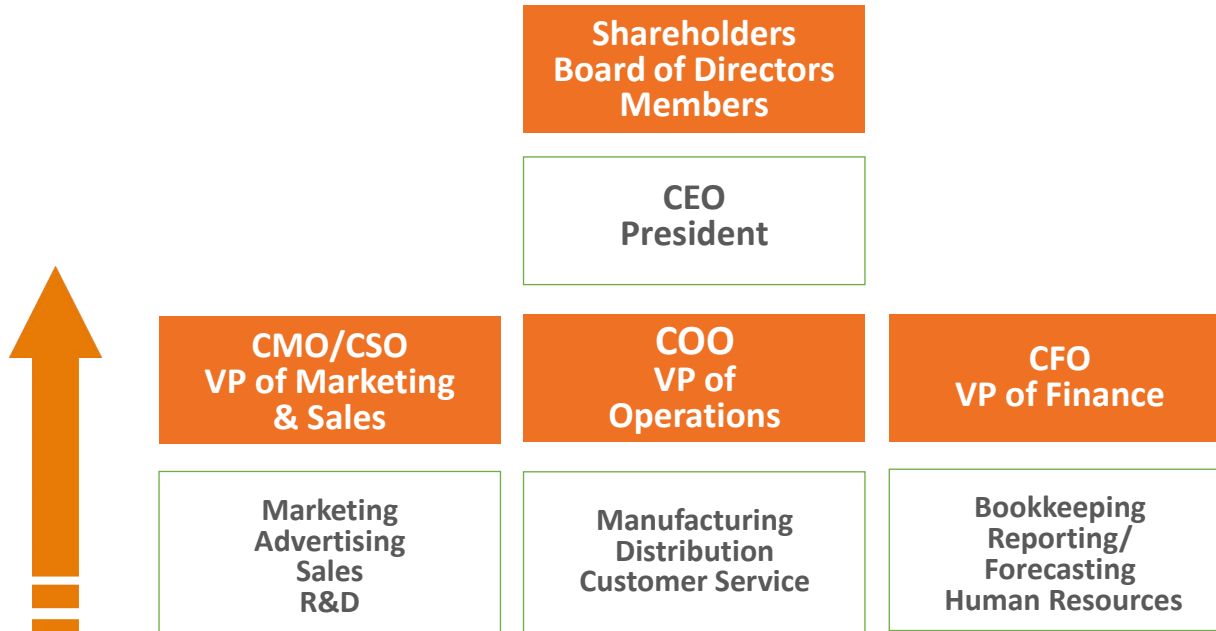 Shareholders
Board of Directors
Members
CEO
President
CMO/CSO
VP of Marketing
& Sales
COO
VP of
Operations
CFO
VP of Finance
Marketing
Advertising
Sales
R&D
Manufacturing
Distribution
Customer Service
Bookkeeping
Reporting/
Forecasting
Human Resources